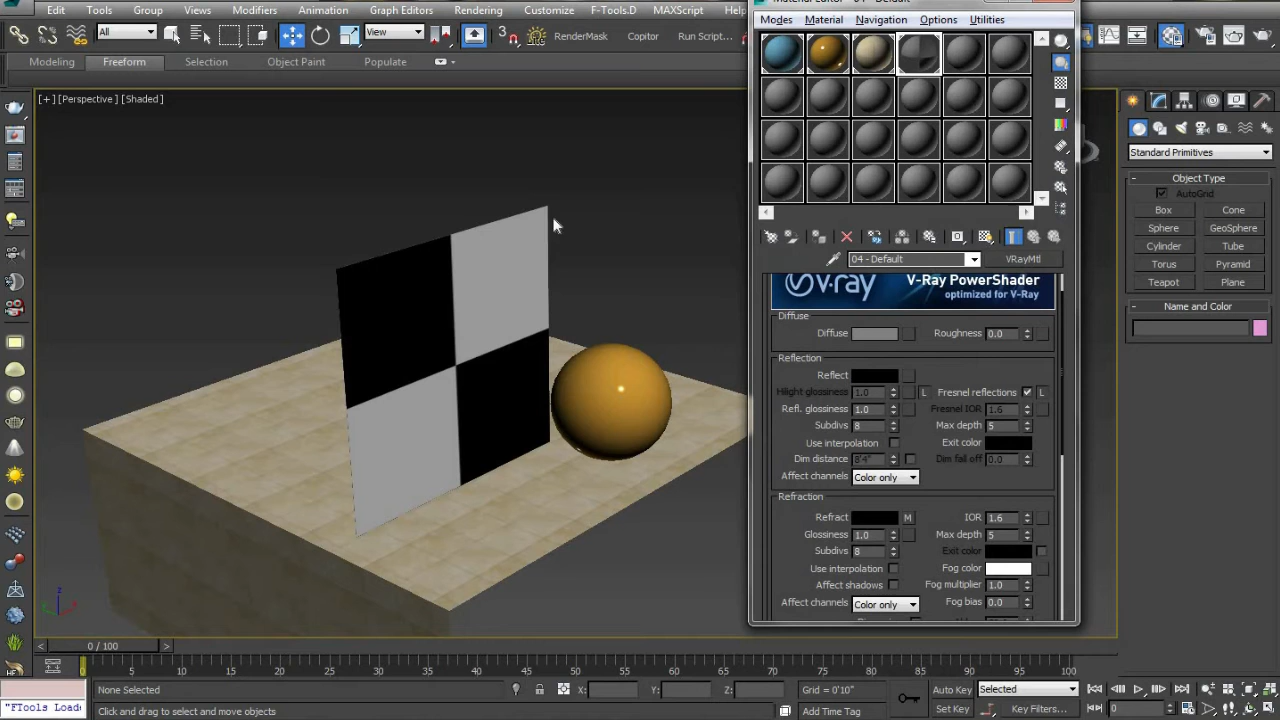 Edit Tools Group Views Modifiers Animation Graph Editors Rendering Customize F-Tools.D MAXScript
Modes Material Navigation Options Utilities
All
View
RenderMask Copitor Run Script...
Modeling Freeform Selection Object Paint Populate
[+] [Perspective] [Shaded]
Standard Primitives
- Object Type
AutoGrid
Box Cone
Sphere GeoSphere
Cylinder Tube
Torus Pyramid
Teapot Plane
- Name and Color
04 - Default VRayMtl
V-Ray PowerShader
optimized for V-Ray
Diffuse
Diffuse Roughness 0.0
Reflection
Reflect
Hilight glossiness 1.0 L Fresnel reflections L
Refl. glossiness 1.0 Fresnel IOR 1.6
Subdivs 8 Max depth 5
Use interpolation Exit color
Dim distance 8'4" Dim fall off 0.0
Affect channels Color only
Refraction
Refract M IOR 1.6
Glossiness 1.0 Max depth 5
Subdivs 8 Exit color
Use interpolation Fog color
Affect shadows Fog multiplier 1.0
Affect channels Color only Fog bias 0.0
z
< 0 / 100 >
0 5 10 15 20 25 30 35 40 45 50 55 60 65 70 75 80 85 90 95 100
None Selected X: Y: Z: Grid = 0'10" Auto Key Selected
"FTools Load Click and drag to select and move objects Add Time Tag Set Key Key Filters... 0